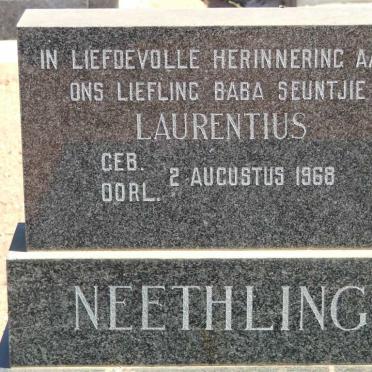 IN LIEFDEVOLLE HERINNERING AA
ONS LIEFLING BABA SEUNTJIE
LAURENTIUS
GEB.
OORL. 2 AUGUSTUS 1968
NEETHLING